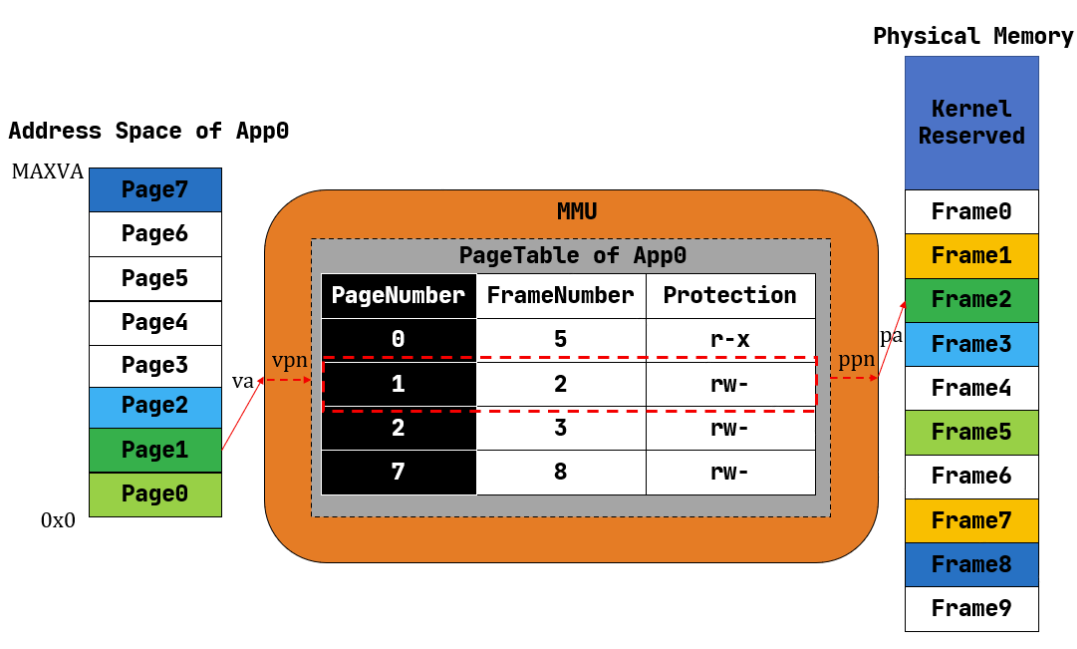 Physical Memory
Kernel
Reserved
Address Space of App0
MAXVA
Page7
Page6
Page5
Page4
Page3
Page2
Page1
Page0
0x0
va
vpn
MMU
PageTable of App0
PageNumber FrameNumber Protection
0 5 r-x
1 2 rw-
2 3 rw-
7 8 rw-
ppn
pa
Frame0
Frame1
Frame2
Frame3
Frame4
Frame5
Frame6
Frame7
Frame8
Frame9